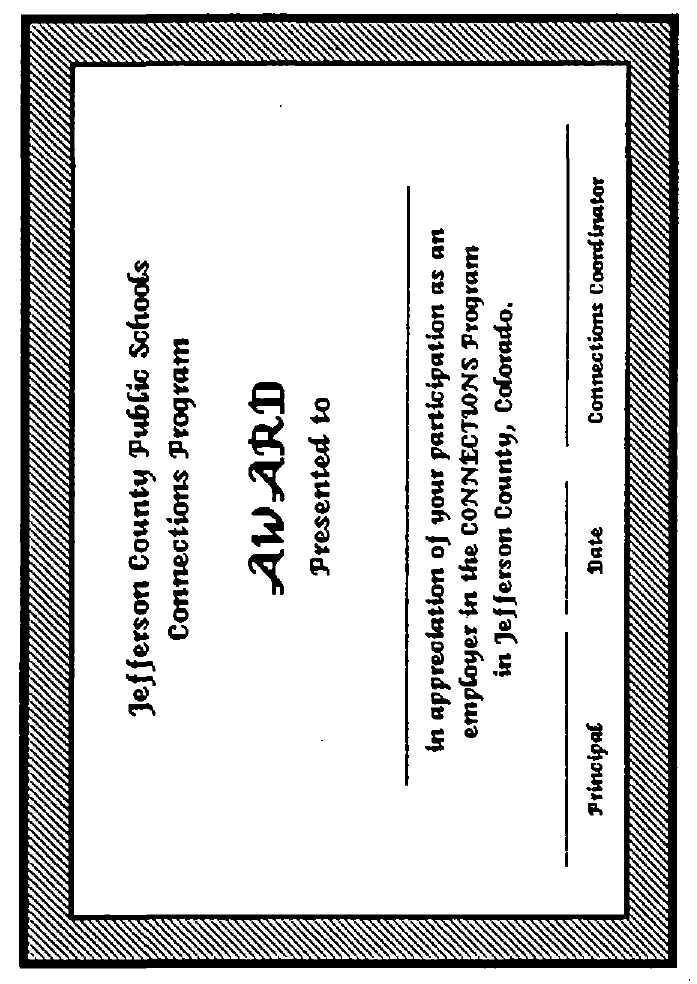 Jefferson County Public Schools
Connections Program
AWARD
Presented to
in appreciation of your participation as an
employer in the CONNECTIONS Program
in Jefferson County, Colorado.
Principal Date Connections Coordinator